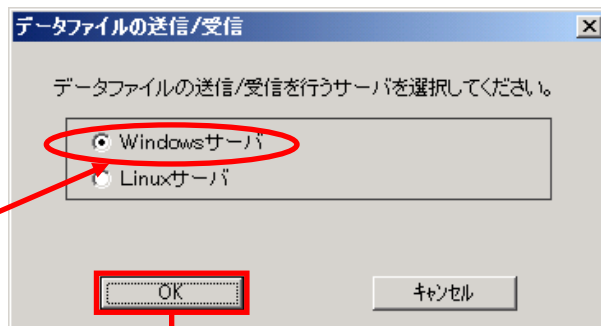 データファイルの送信/受信
データファイルの送信/受信を行うサーバを選択してください。
Windowsサーバ
Linuxサーバ
OK
キャンセル